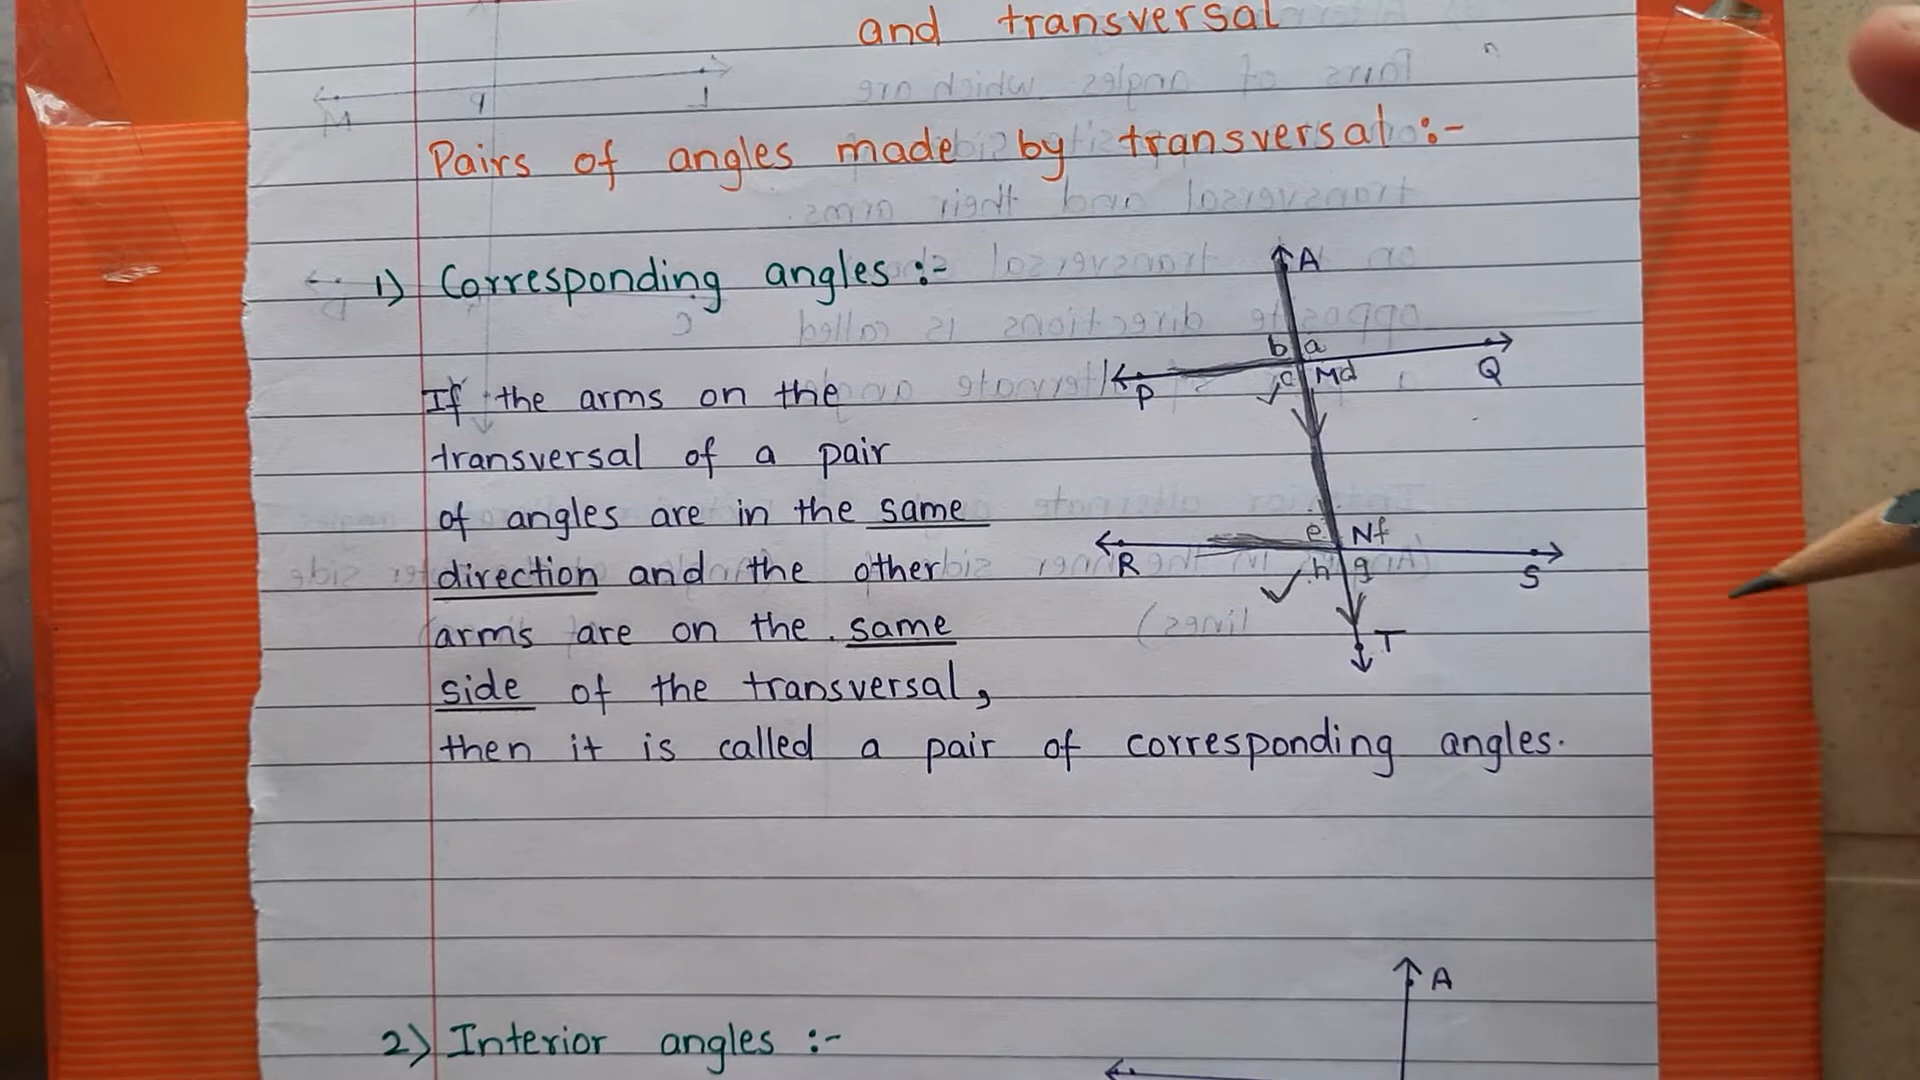 and transversal
Pairs of angles made by transversal :-
1) Corresponding angles :-
A
b a
c M d
P
Q
If the arms on the
transversal of a pair
of angles are in the same
direction and the other
arms are on the same
side of the transversal,
then it is called a pair of corresponding angles.
e N f
R
h g
S
T
A
2) Interior angles :-